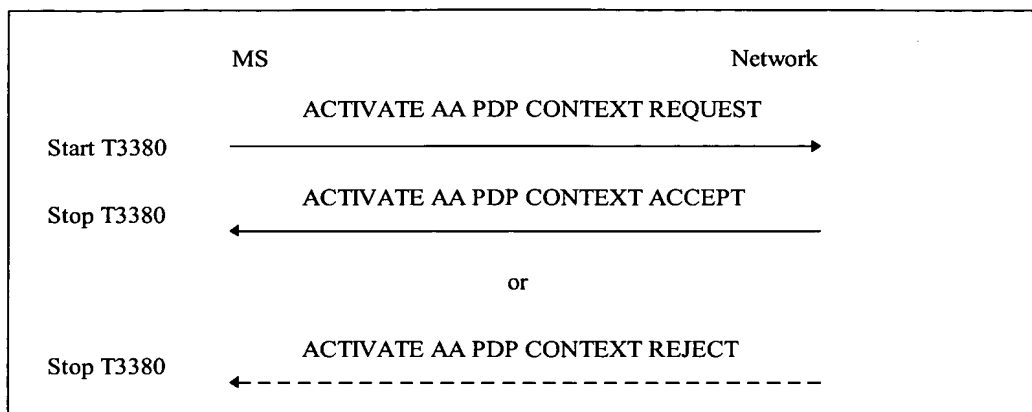 MS Network
ACTIVATE AA PDP CONTEXT REQUEST
Start T3380
ACTIVATE AA PDP CONTEXT ACCEPT
Stop T3380
or
ACTIVATE AA PDP CONTEXT REJECT
Stop T3380